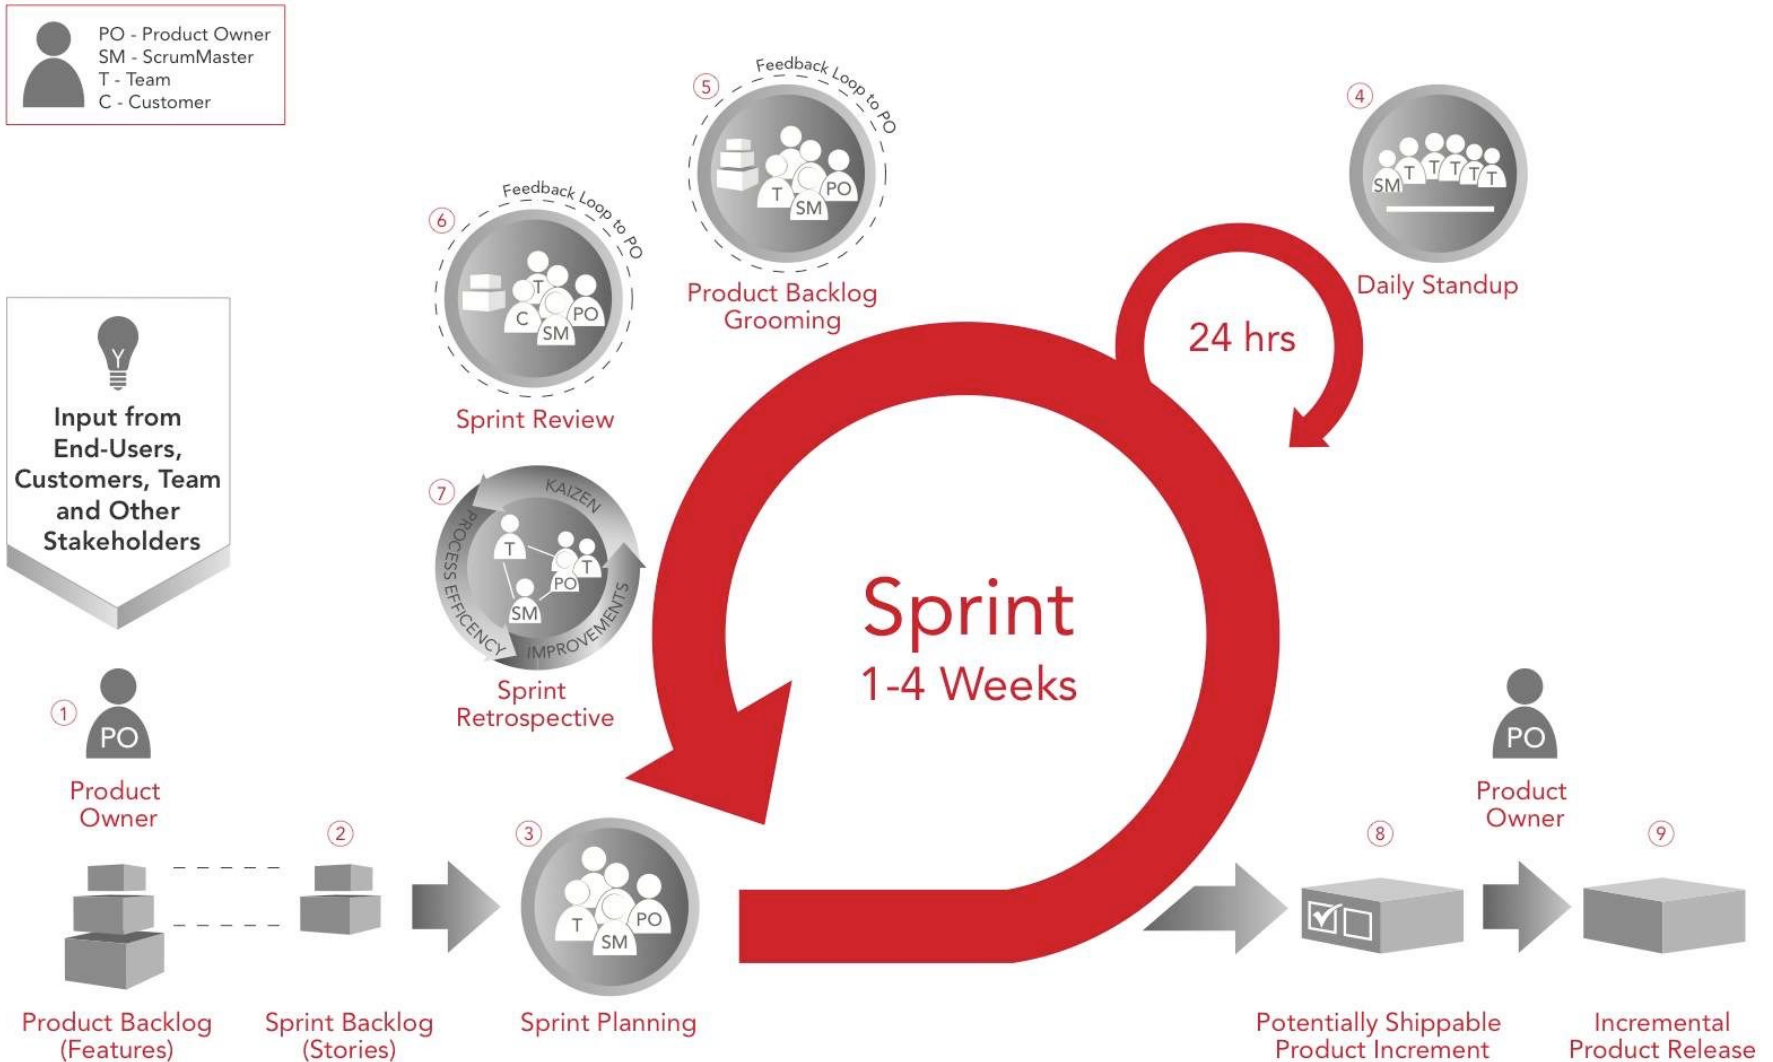 PO - Product Owner
SM - ScrumMaster
T - Team
C - Customer
Y
Input from
End-Users,
Customers, Team
and Other
Stakeholders
1
PO
Product
Owner
Product Backlog
(Features)
2
Sprint Backlog
(Stories)
3
T
SM
PO
Sprint Planning
4
SM
T
T
T
T
T
Daily Standup
24 hrs
5
Feedback Loop to PO
T
SM
PO
Product Backlog
Grooming
6
Feedback Loop to PO
T
C
SM
PO
Sprint Review
7
KAIZEN
PROCESS EFFICENCY
IMPROVEMENTS
T
T
PO
SM
Sprint
Retrospective
Sprint
1-4 Weeks
8
Potentially Shippable
Product Increment
PO
Product
Owner
9
Incremental
Product Release